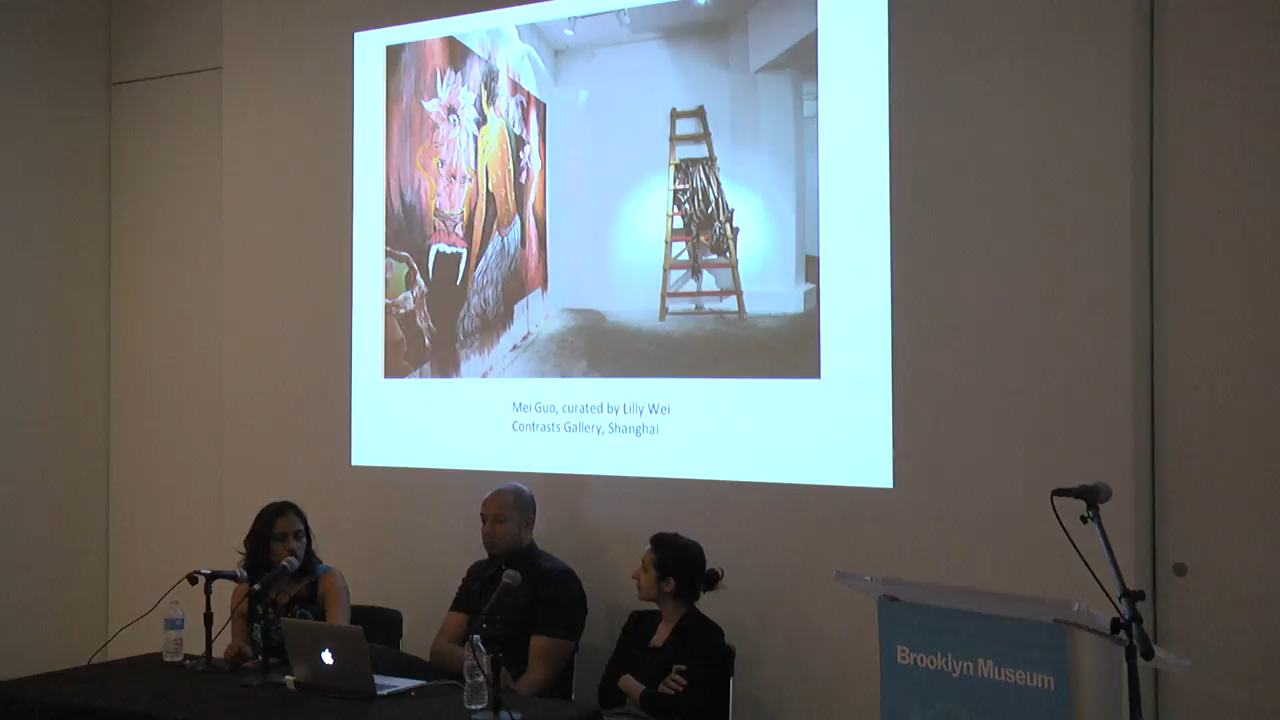 Mei Guo, curated by Lilly Wei
Contrasts Gallery, Shanghai
Brooklyn Museum